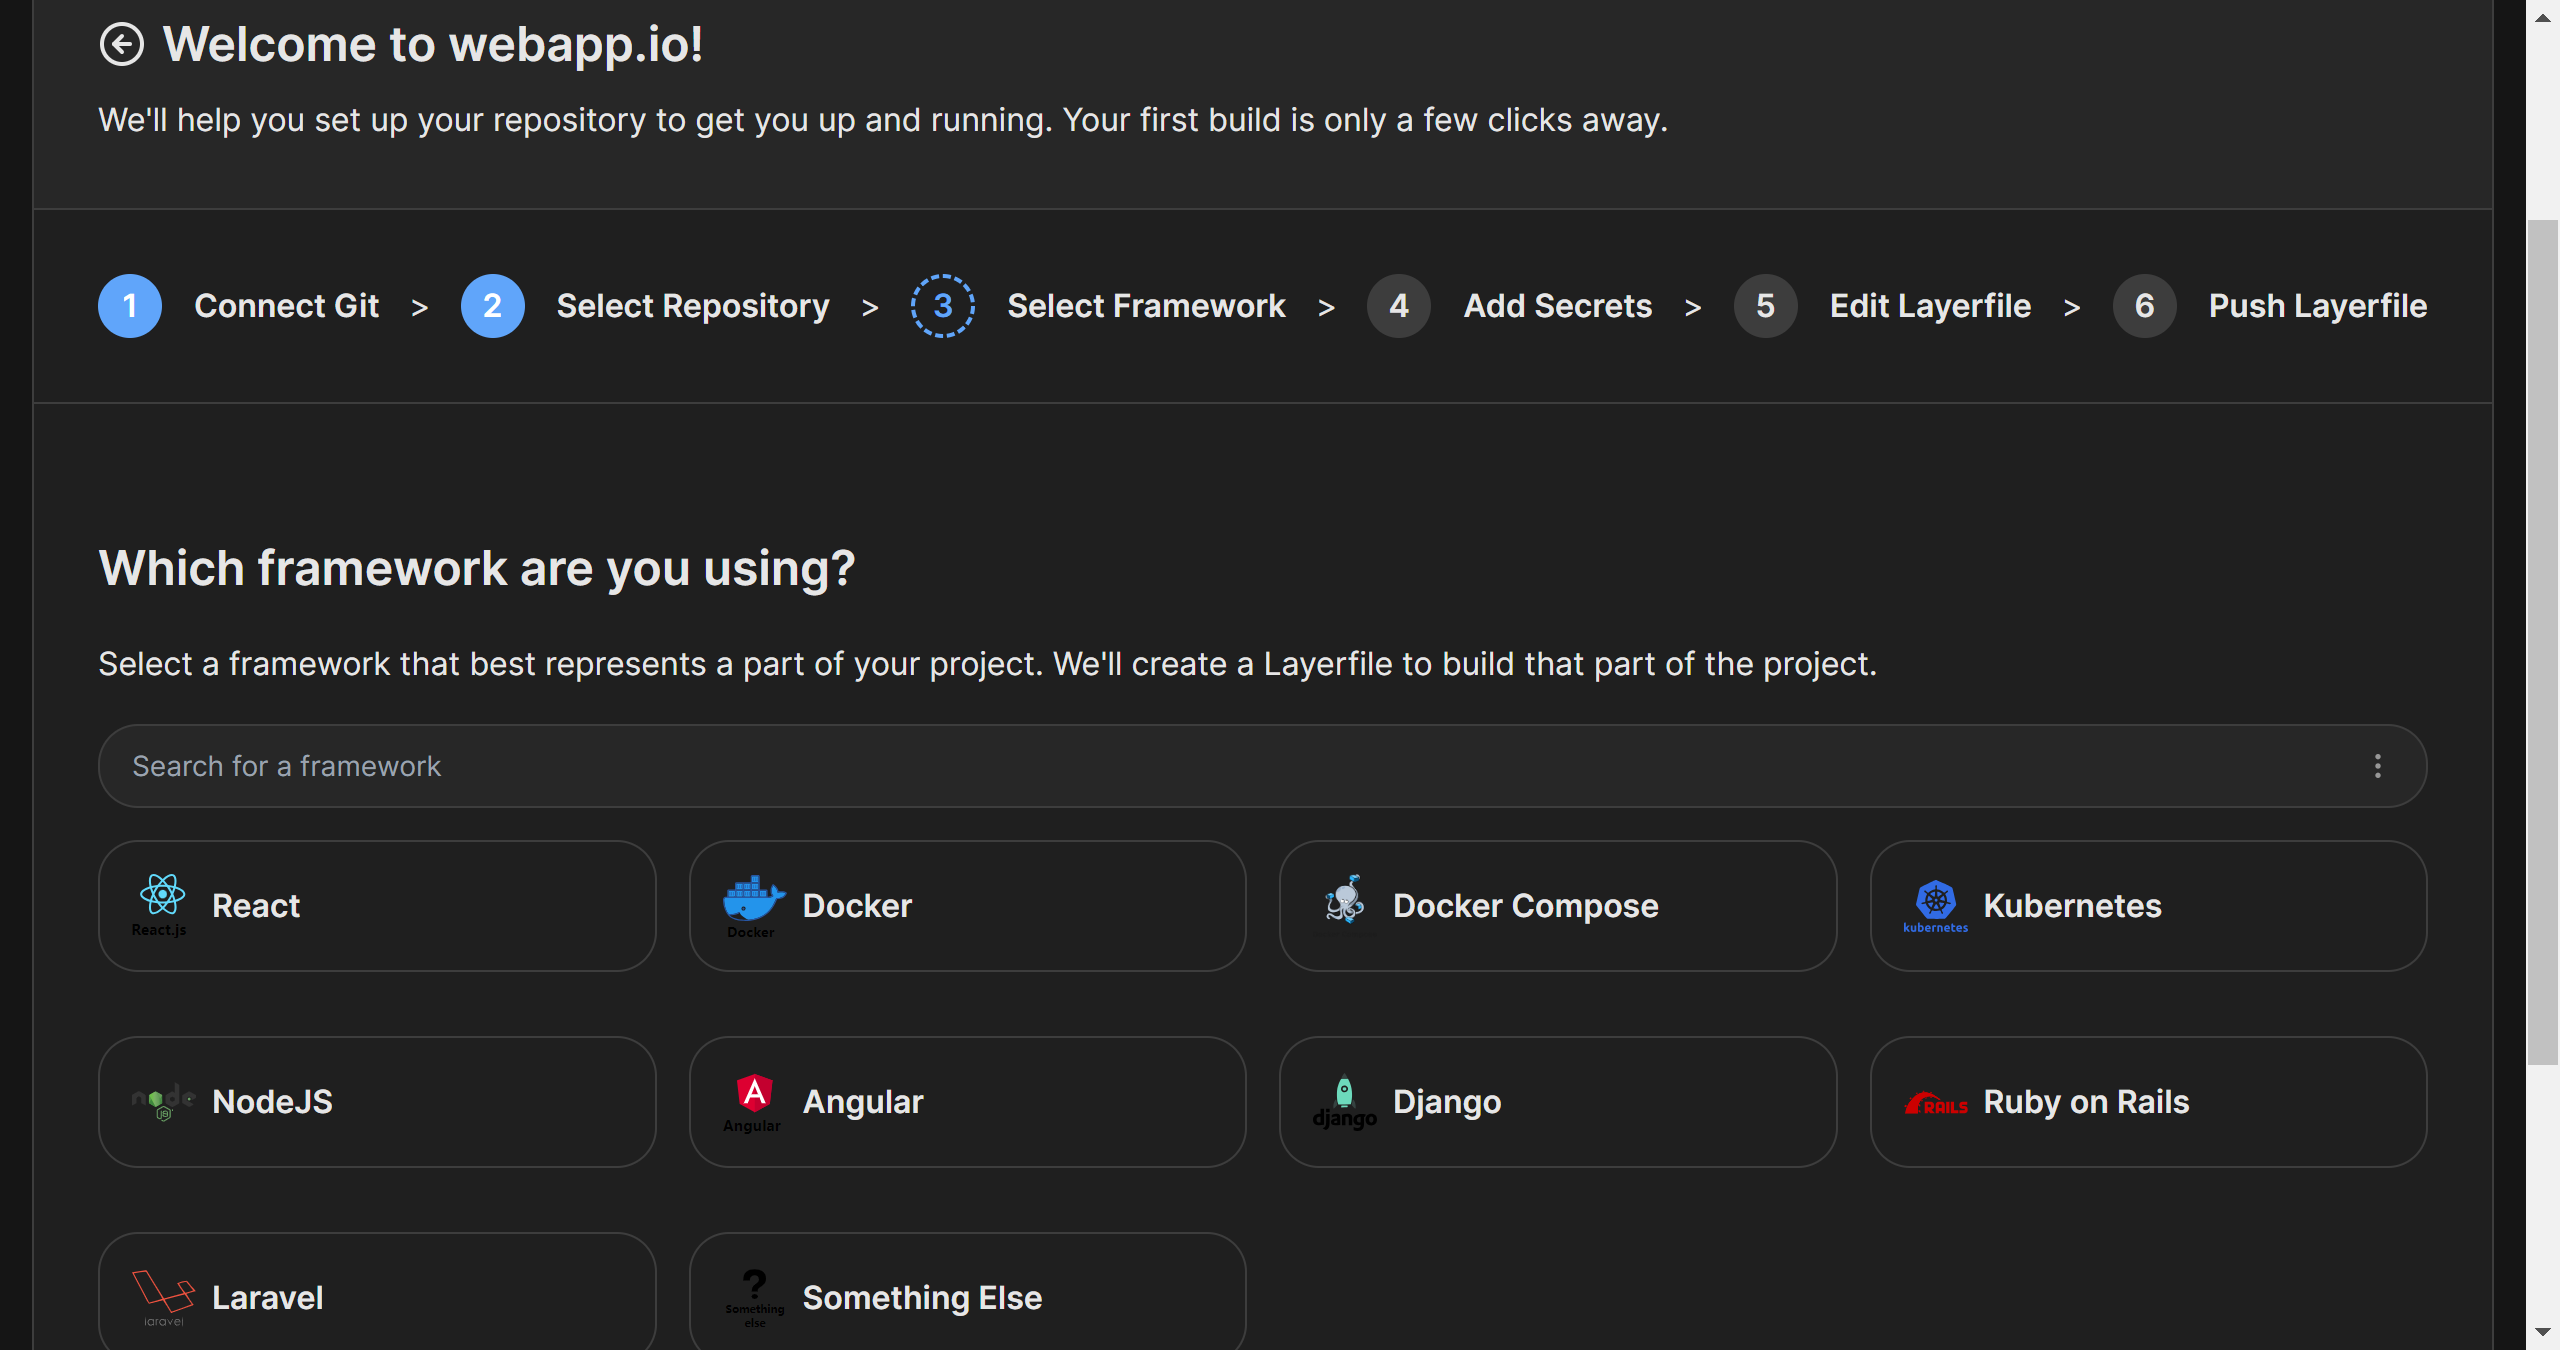 Welcome to webapp.io!
We'll help you set up your repository to get you up and running. Your first build is only a few clicks away.
1 Connect Git > 2 Select Repository > 3 Select Framework > 4 Add Secrets > 5 Edit Layerfile > 6 Push Layerfile
Which framework are you using?
Select a framework that best represents a part of your project. We'll create a Layerfile to build that part of the project.
Search for a framework
React.js
React
Docker
Docker
Docker Compose
kubernetes
Kubernetes
node
JS
NodeJS
A
Angular
Angular
django
Django
RAILS
Ruby on Rails
laravel
Laravel
?
Something
else
Something Else